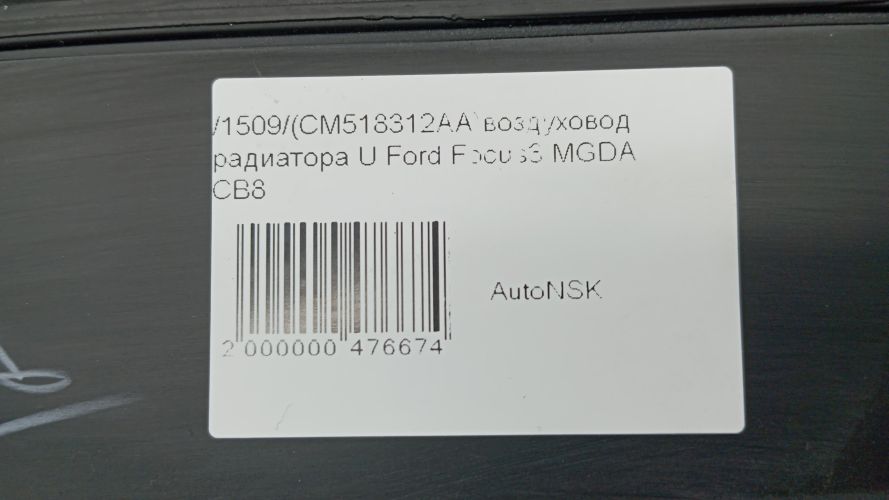 /1509/(CM518312AA)воздуховод
радиатора U Ford Focus3 MGDA
CB8
AutoNSK
2 000000 476674